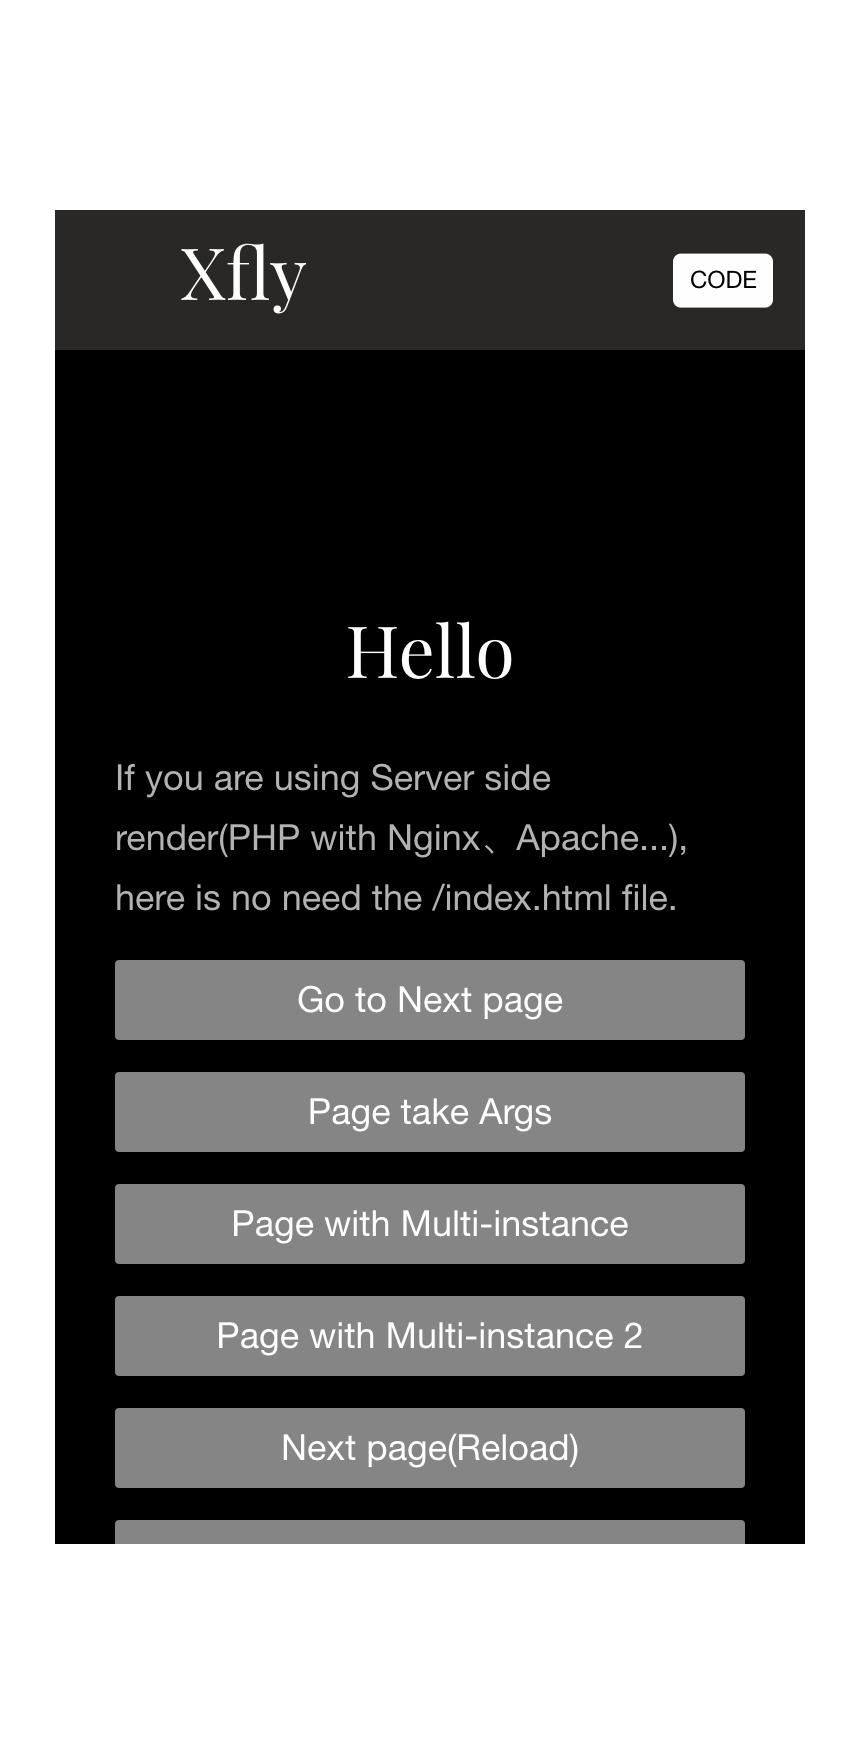 Xfly
CODE
Hello
If you are using Server side
render(PHP with Nginx、Apache...),
here is no need the /index.html file.
Go to Next page
Page take Args
Page with Multi-instance
Page with Multi-instance 2
Next page(Reload)